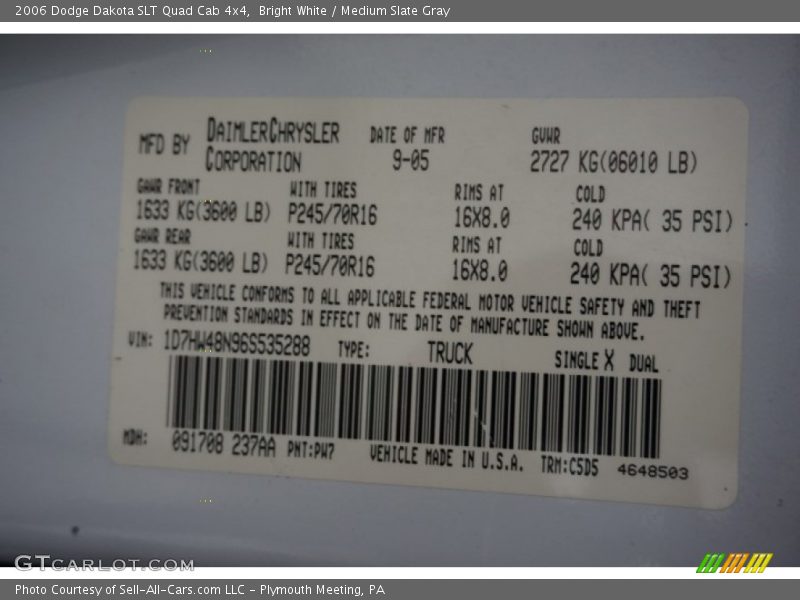 2006 Dodge Dakota SLT Quad Cab 4x4, Bright White / Medium Slate Gray
MFD BY DAIMLERCHRYSLER CORPORATION DATE OF MFR 9-05 GVWR 2727 KG(06010 LB)
GAWR FRONT WITH TIRES RIMS AT COLD
1633 KG(3600 LB) P245/70R16 16X8.0 240 KPA( 35 PSI)
GAWR REAR WITH TIRES RIMS AT COLD
1633 KG(3600 LB) P245/70R16 16X8.0 240 KPA( 35 PSI)
THIS VEHICLE CONFORMS TO ALL APPLICABLE FEDERAL MOTOR VEHICLE SAFETY AND THEFT
PREVENTION STANDARDS IN EFFECT ON THE DATE OF MANUFACTURE SHOWN ABOVE.
VIN: 1D7HW48N96S535288 TYPE: TRUCK SINGLE X DUAL
MDH: 091708 237AA PNT:PW7 VEHICLE MADE IN U.S.A. TRM:C5D5 4648503
GTCARLOT.COM
Photo Courtesy of Sell-All-Cars.com LLC - Plymouth Meeting, PA